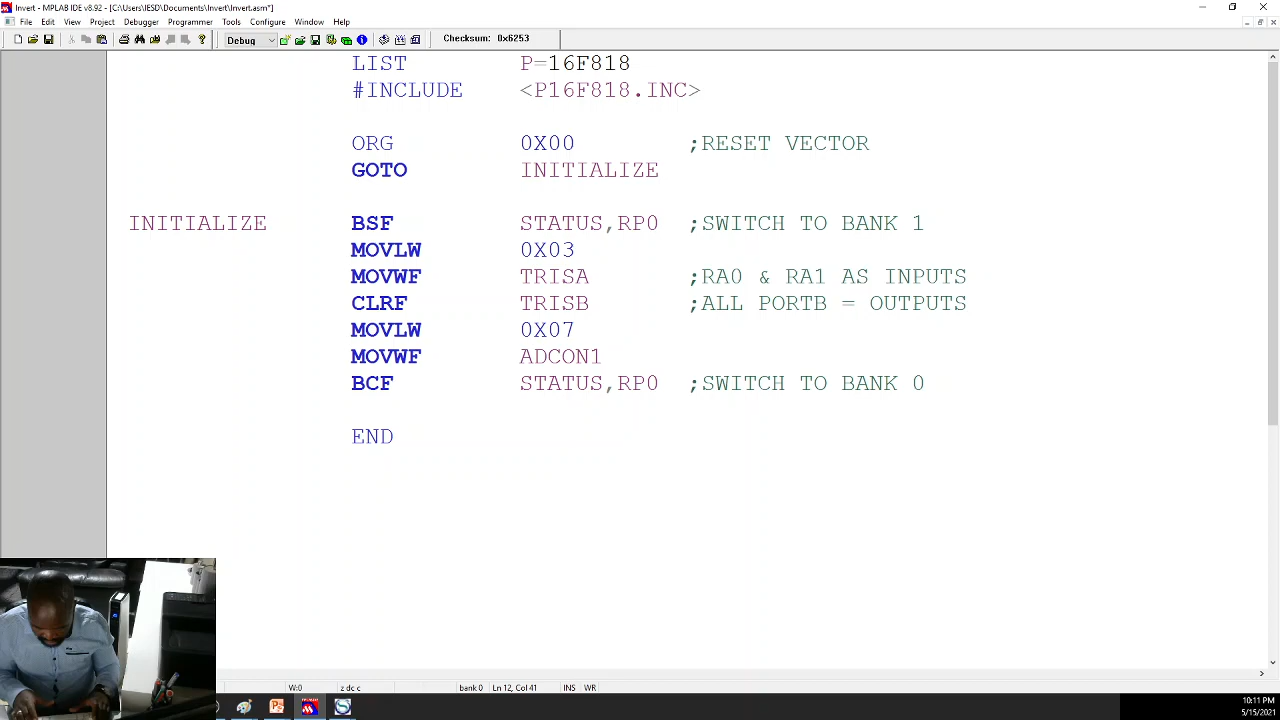 Invert - MPLAB IDE v8.92 - [C:\Users\IESD\Documents\Invert\Invert.asm*]
File Edit View Project Debugger Programmer Tools Configure Window Help
Debug Checksum: 0x6253
LIST P=16F818
#INCLUDE <P16F818.INC>
ORG 0X00 ;RESET VECTOR
GOTO INITIALIZE
INITIALIZE BSF STATUS,RP0 ;SWITCH TO BANK 1
MOVLW 0X03
MOVWF TRISA ;RA0 & RA1 AS INPUTS
CLRF TRISB ;ALL PORTB = OUTPUTS
MOVLW 0X07
MOVWF ADCON1
BCF STATUS,RP0 ;SWITCH TO BANK 0
END
W:0 z dc c bank 0 Ln 12, Col 41 INS WR
10:11 PM
5/15/2021